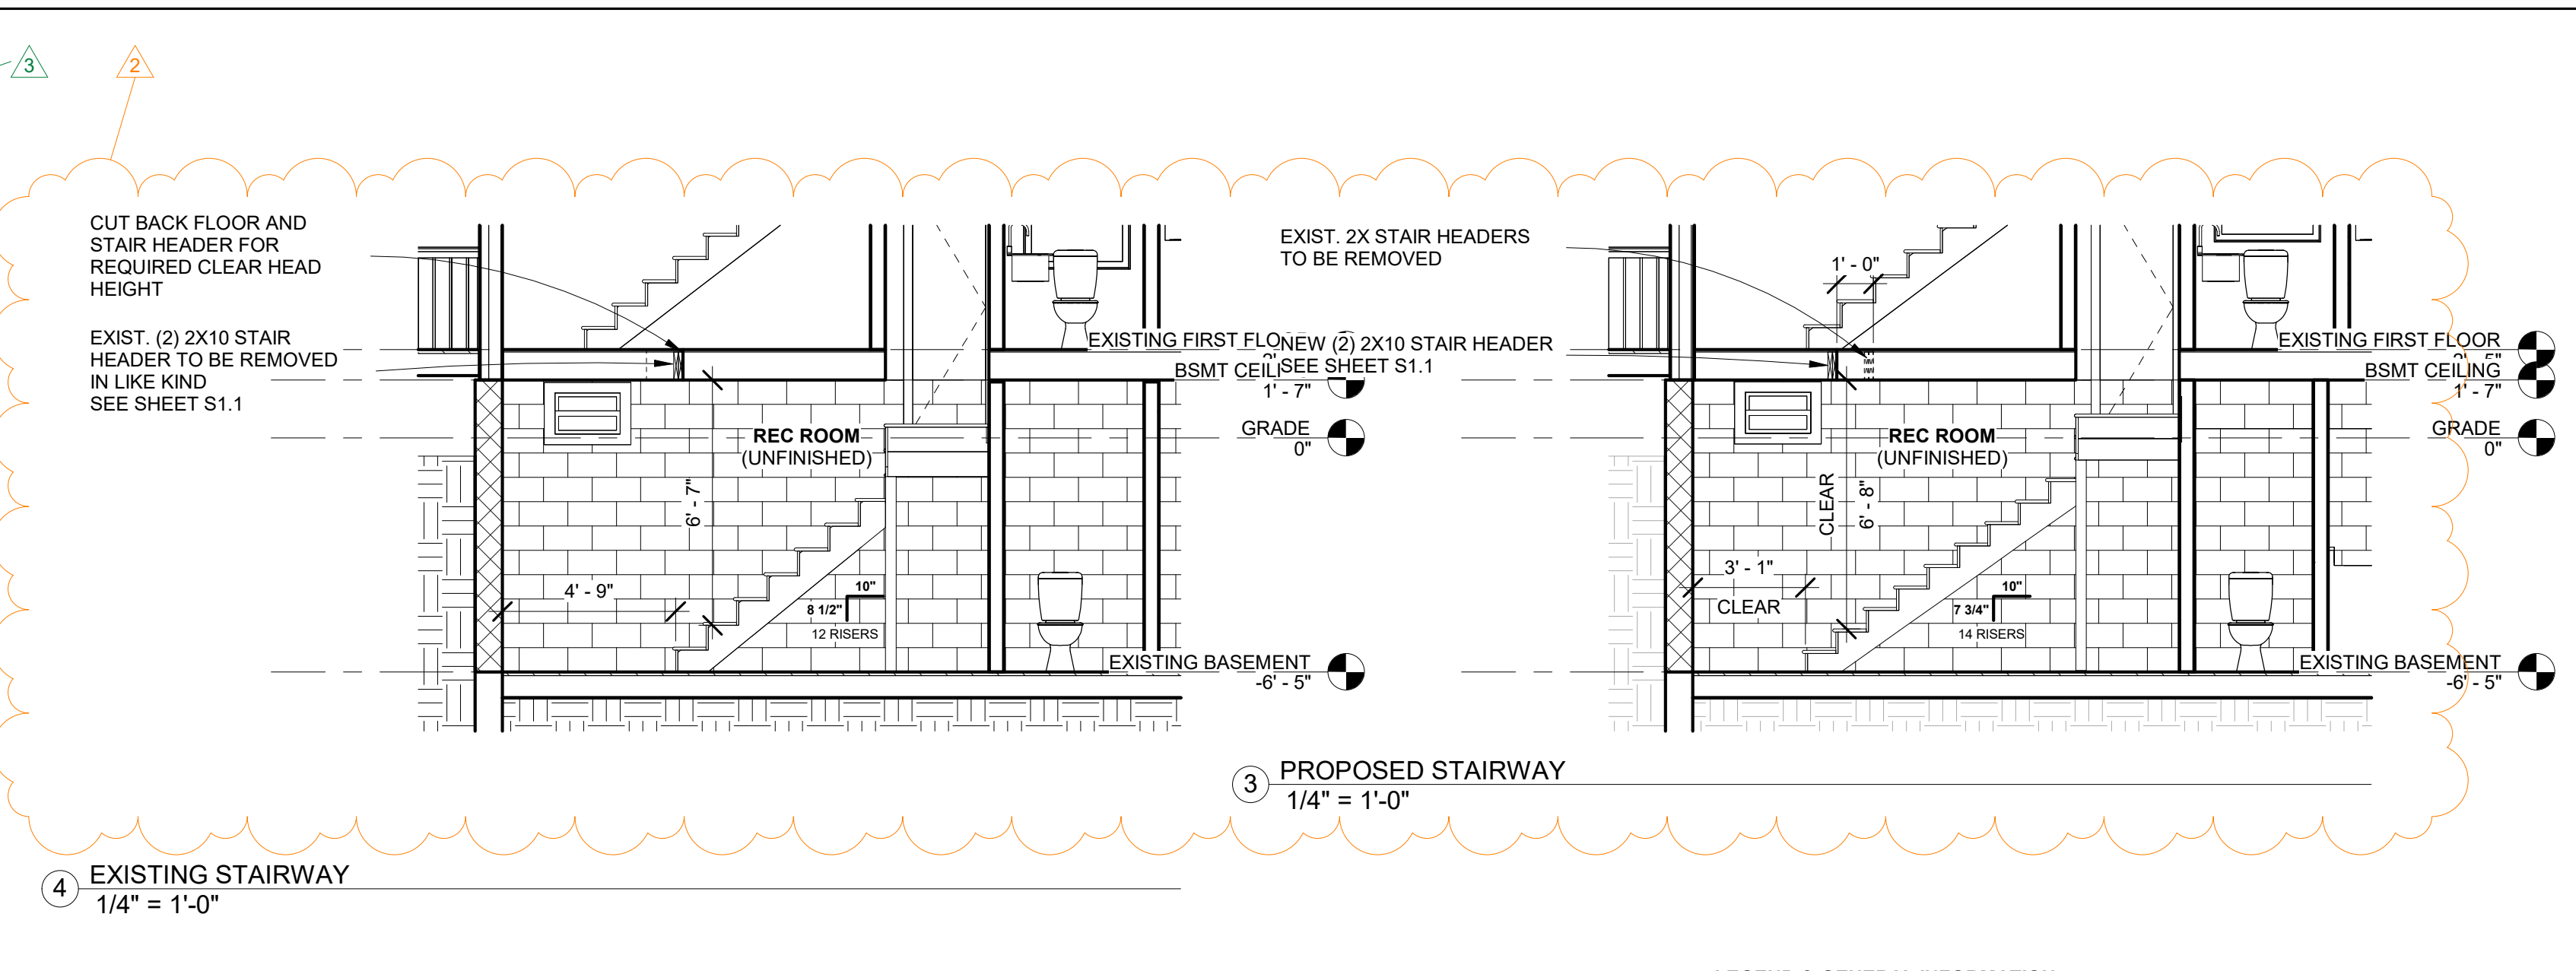 3
2
CUT BACK FLOOR AND
STAIR HEADER FOR
REQUIRED CLEAR HEAD
HEIGHT
EXIST. (2) 2X10 STAIR
HEADER TO BE REMOVED
IN LIKE KIND
SEE SHEET S1.1
EXISTING FIRST FLO
BSMT CEILI
1' - 7"
GRADE
0"
REC ROOM
(UNFINISHED)
6' - 7"
4' - 9"
10"
8 1/2"
12 RISERS
EXISTING BASEMENT
-6' - 5"
4
EXISTING STAIRWAY
1/4" = 1'-0"
EXIST. 2X STAIR HEADERS
TO BE REMOVED
NEW (2) 2X10 STAIR HEADER
SEE SHEET S1.1
1' - 0"
EXISTING FIRST FLOOR
BSMT CEILING
1' - 7"
GRADE
0"
REC ROOM
(UNFINISHED)
CLEAR
6' - 8"
3' - 1"
CLEAR
10"
7 3/4"
14 RISERS
EXISTING BASEMENT
-6' - 5"
3
PROPOSED STAIRWAY
1/4" = 1'-0"